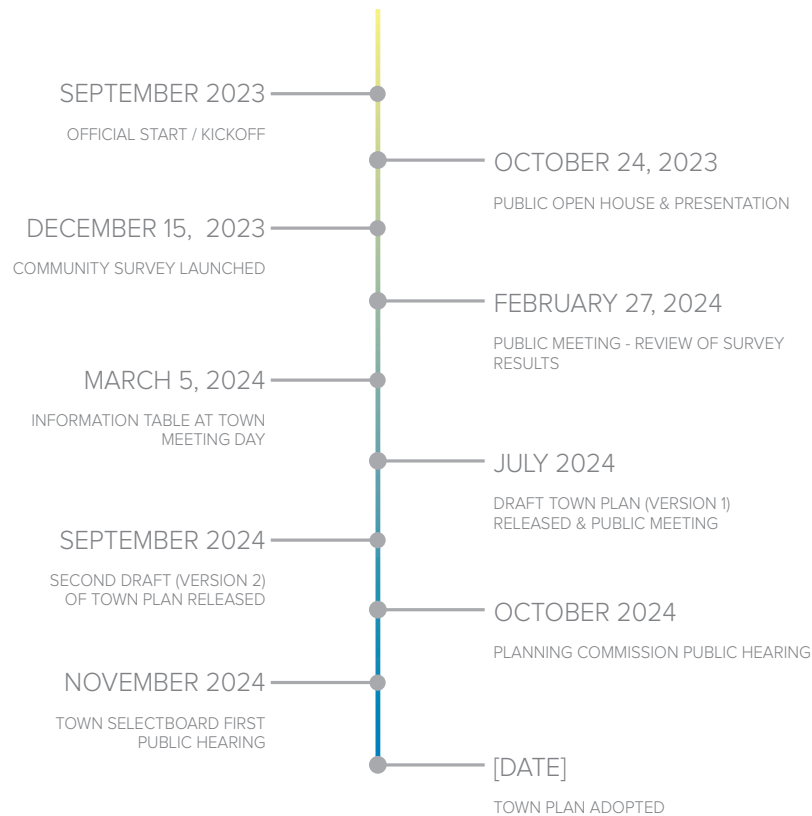 SEPTEMBER 2023
OFFICIAL START / KICKOFF
OCTOBER 24, 2023
PUBLIC OPEN HOUSE & PRESENTATION
DECEMBER 15, 2023
COMMUNITY SURVEY LAUNCHED
FEBRUARY 27, 2024
PUBLIC MEETING - REVIEW OF SURVEY
RESULTS
MARCH 5, 2024
INFORMATION TABLE AT TOWN
MEETING DAY
JULY 2024
DRAFT TOWN PLAN (VERSION 1)
RELEASED & PUBLIC MEETING
SEPTEMBER 2024
SECOND DRAFT (VERSION 2)
OF TOWN PLAN RELEASED
OCTOBER 2024
PLANNING COMMISSION PUBLIC HEARING
NOVEMBER 2024
TOWN SELECTBOARD FIRST
PUBLIC HEARING
[DATE]
TOWN PLAN ADOPTED